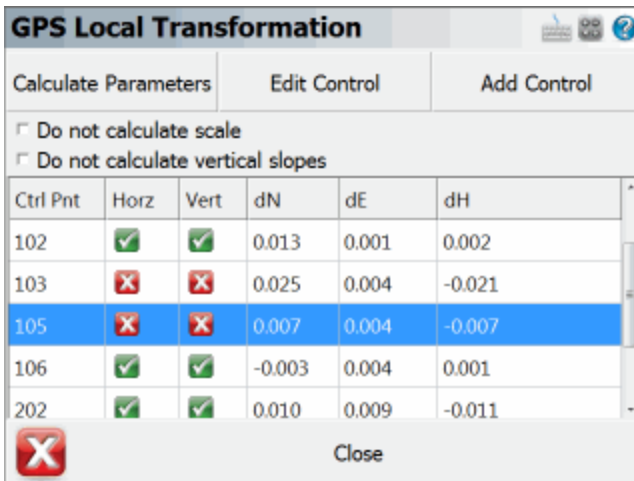 GPS Local Transformation
Calculate Parameters Edit Control Add Control
Do not calculate scale
Do not calculate vertical slopes
Ctrl Pnt Horz Vert dN dE dH
102 0.013 0.001 0.002
103 0.025 0.004 -0.021
105 0.007 0.004 -0.007
106 -0.003 0.004 0.001
202 0.010 0.009 -0.011
Close